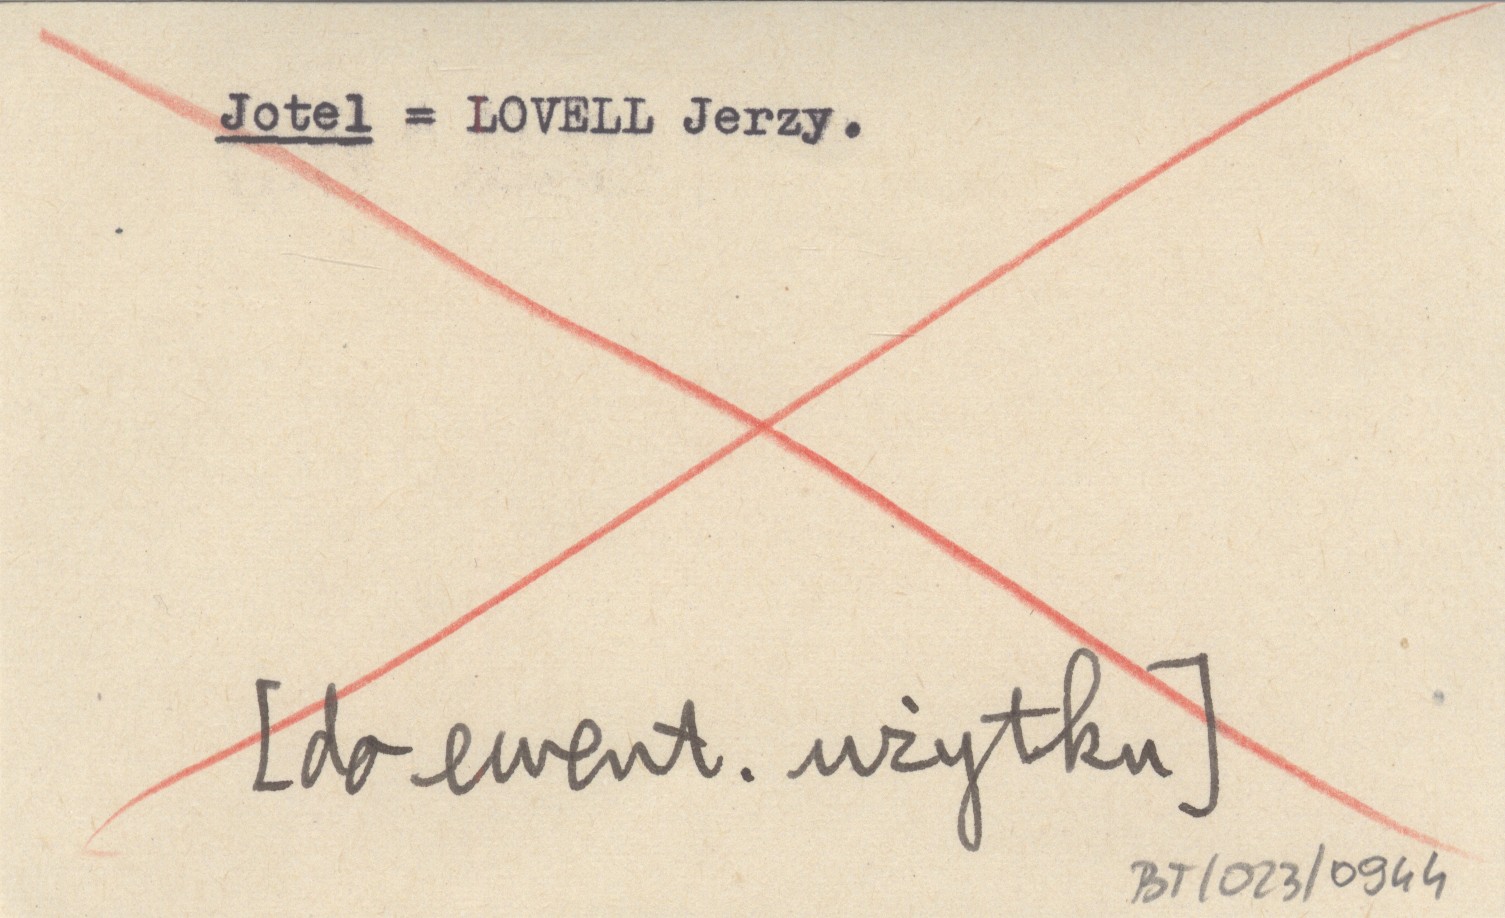 Jotel = LOVELL Jerzy.
[do ewent. użytku]
BT/023/0944